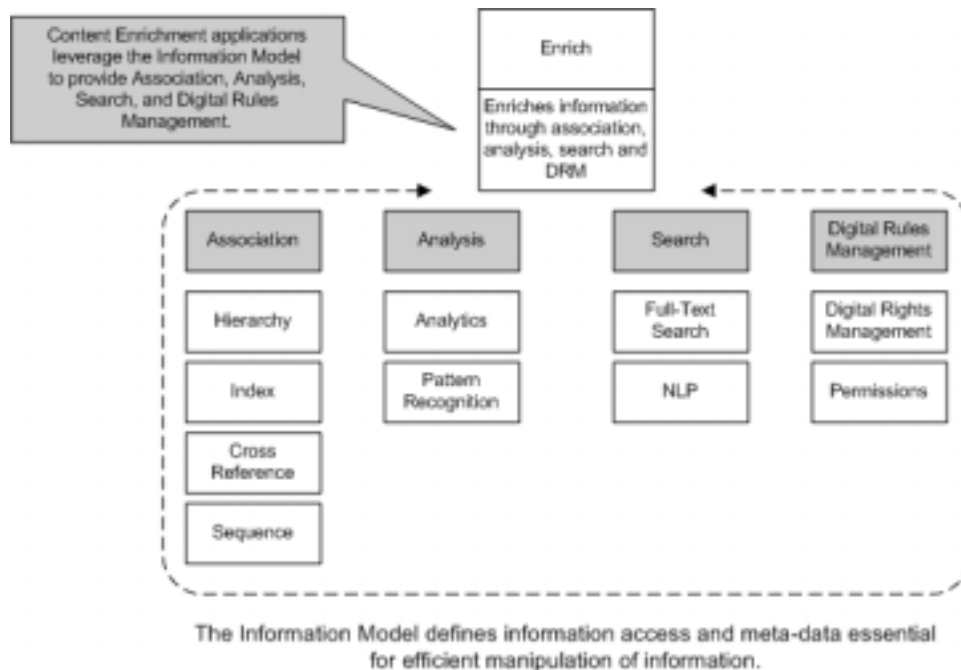 Content Enrichment applications
leverage the Information Model
to provide Association, Analysis,
Search, and Digital Rules
Management.
Enrich
Enriches information
through association,
analysis, search and
DRM
Association
Analysis
Search
Digital Rules
Management
Hierarchy
Analytics
Full-Text
Search
Digital Rights
Management
Index
Pattern
Recognition
NLP
Permissions
Cross
Reference
Sequence
The Information Model defines information access and meta-data essential
for efficient manipulation of information.